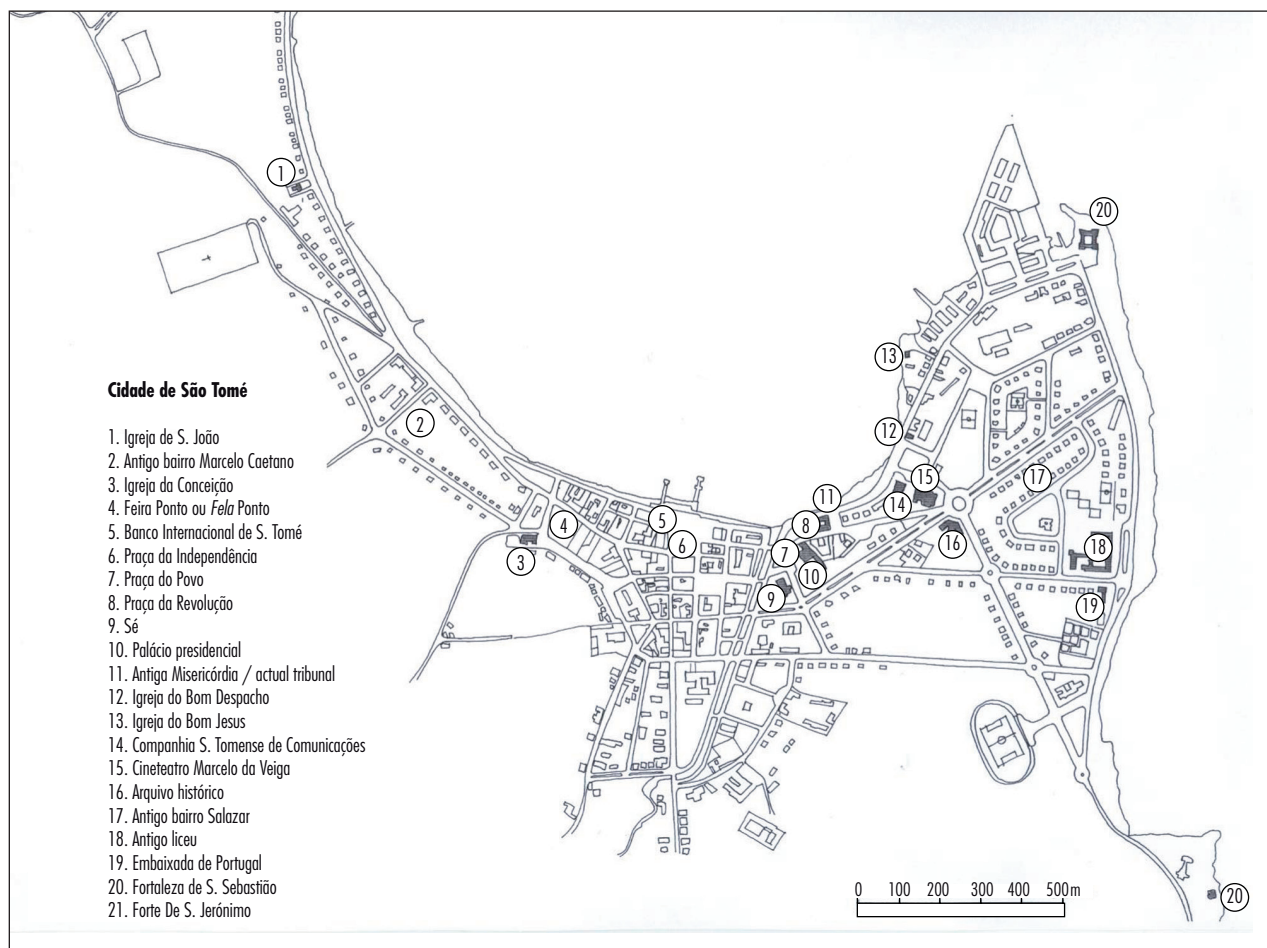 Cidade de São Tomé
1. Igreja de S. João
2. Antigo bairro Marcelo Caetano
3. Igreja da Conceição
4. Feira Ponto ou Fela Ponto
5. Banco Internacional de S. Tomé
6. Praça da Independência
7. Praça do Povo
8. Praça da Revolução
9. Sé
10. Palácio presidencial
11. Antiga Misericórdia / actual tribunal
12. Igreja do Bom Despacho
13. Igreja do Bom Jesus
14. Companhia S. Tomense de Comunicações
15. Cineteatro Marcelo da Veiga
16. Arquivo histórico
17. Antigo bairro Salazar
18. Antigo liceu
19. Embaixada de Portugal
20. Fortaleza de S. Sebastião
21. Forte De S. Jerónimo
1
20
13
2
12
15
17
11
5
14
4
8
6
16
18
3
7
10
9
19
0 100 200 300 400 500m
20